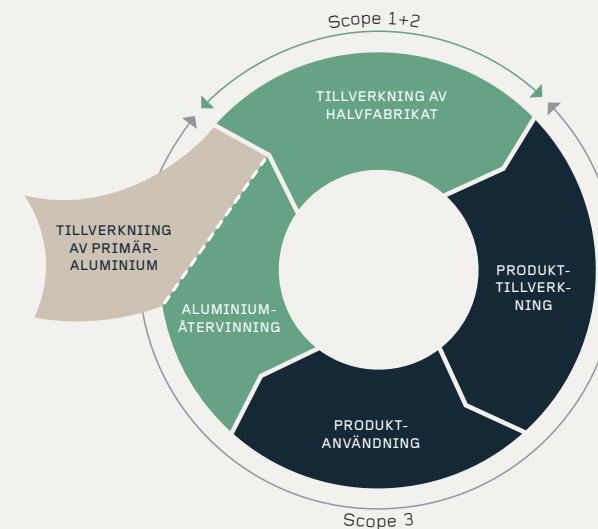 Scope 1+2
TILLVERKNING AV
HALVFABRIKAT
TILLVERKNIING
AV PRIMÄR-
ALUMINIUM
PRODUKT-
TILLVERK-
NING
ALUMINIUM-
ÅTERVINNING
PRODUKT-
ANVÄNDNING
Scope 3